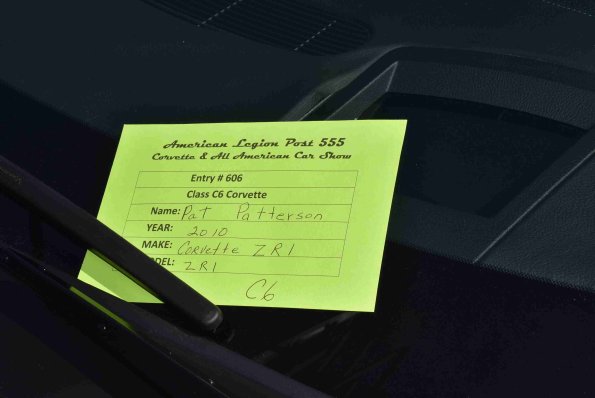 American Legion Post 555
Corvette & All American Car Show
Entry # 606
Class C6 Corvette
Name: Pat Patterson
YEAR: 2010
MAKE: Corvette ZR1
ODEL: ZR1
C6